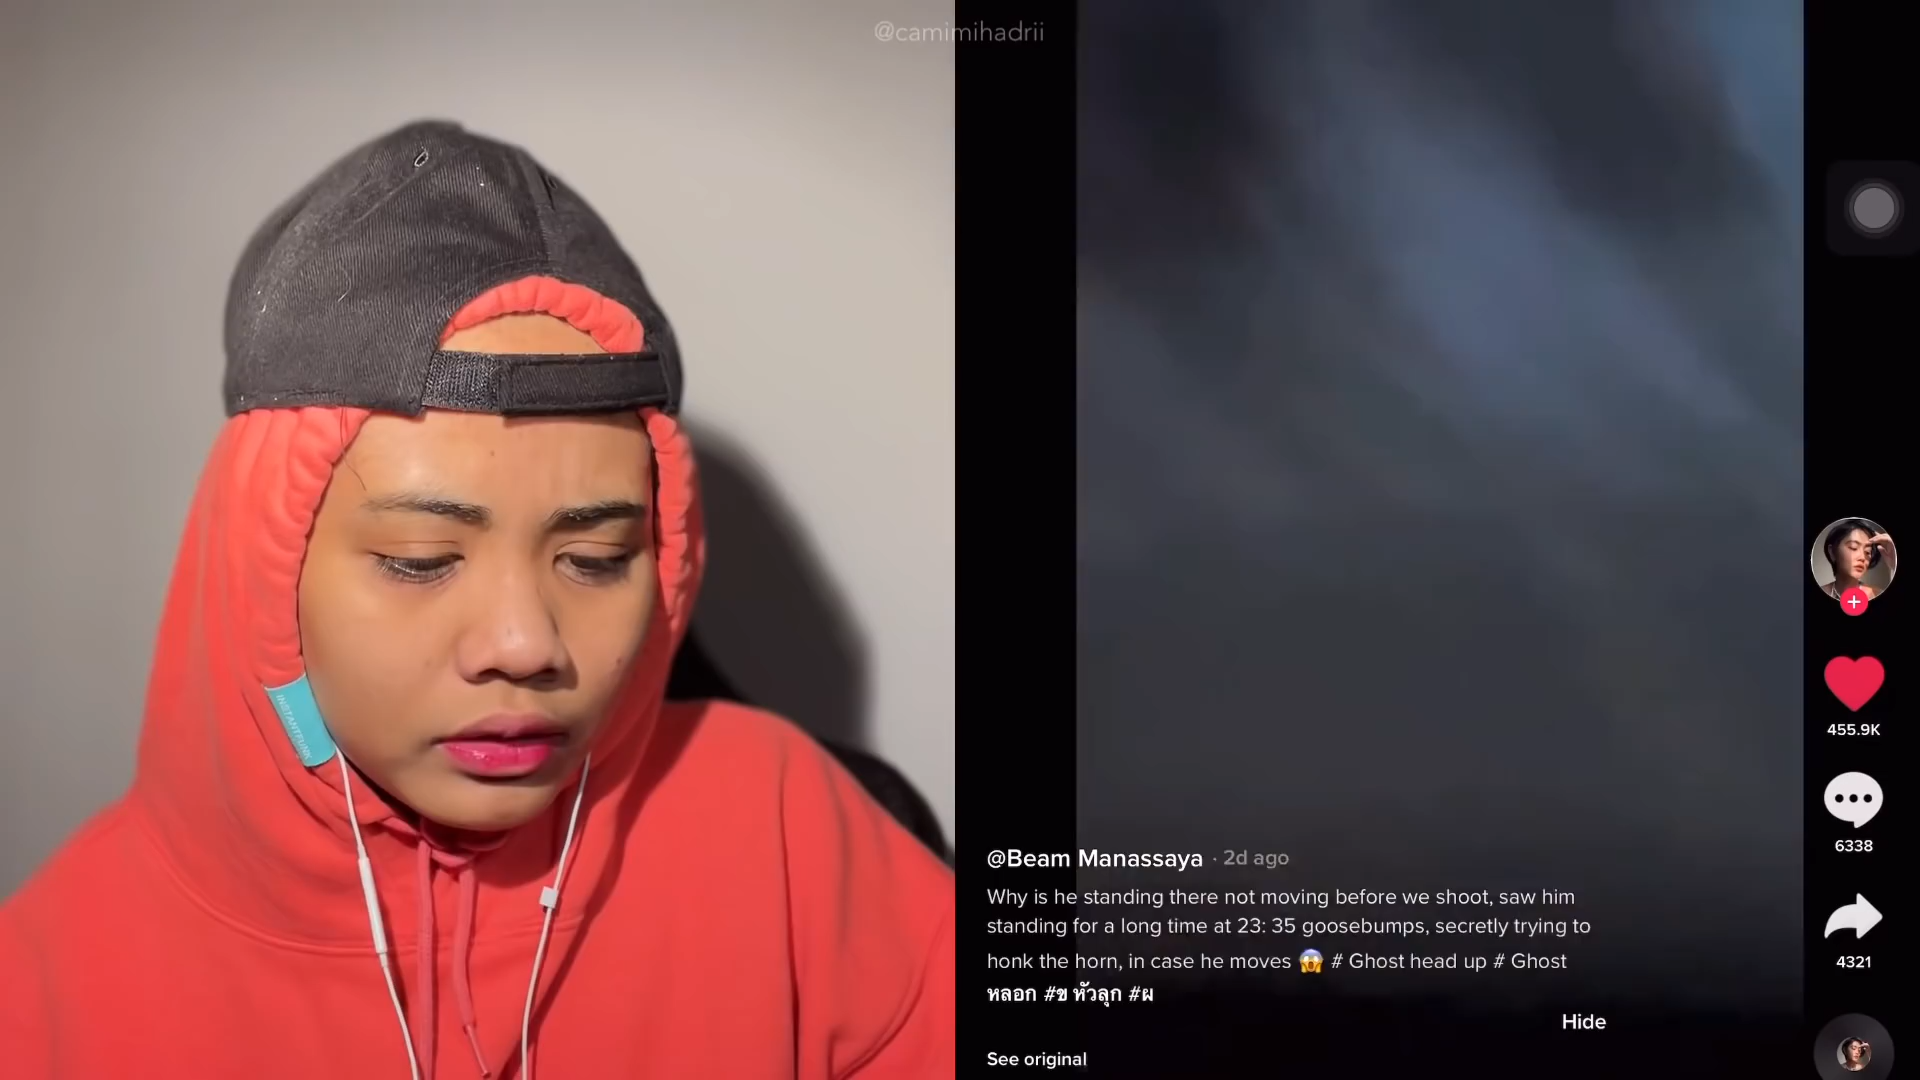 @camimihadrii
INSTANTFUNK
@Beam Manassaya · 2d ago
Why is he standing there not moving before we shoot, saw him
standing for a long time at 23: 35 goosebumps, secretly trying to
honk the horn, in case he moves 😱 # Ghost head up # Ghost
หลอก #ข หัวลุก #ผ
Hide
See original
455.9K
6338
4321